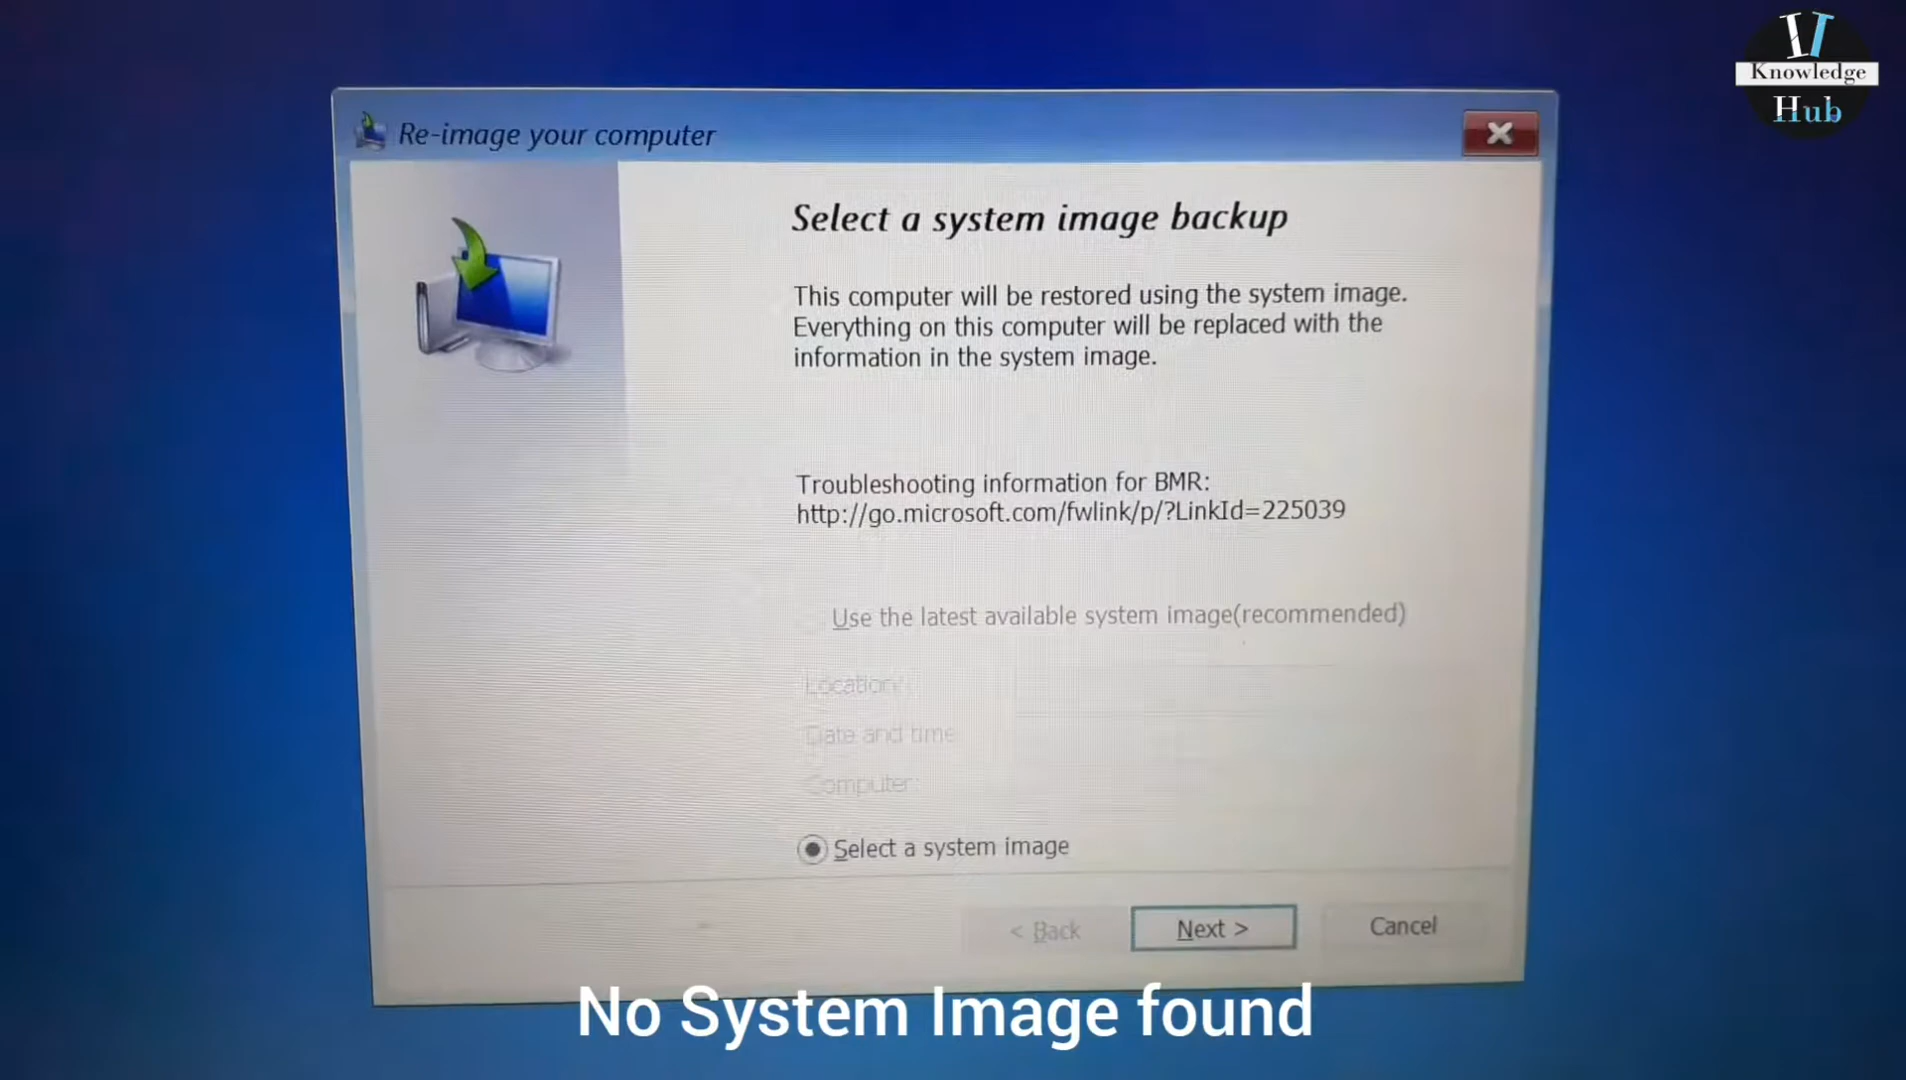 Knowledge
Hub
Re-image your computer
Select a system image backup
This computer will be restored using the system image.
Everything on this computer will be replaced with the
information in the system image.
Troubleshooting information for BMR:
http://go.microsoft.com/fwlink/p/?LinkId=225039
Use the latest available system image(recommended)
Location:
Date and time
Computer:
Select a system image
< Back
Next >
Cancel
No System Image found